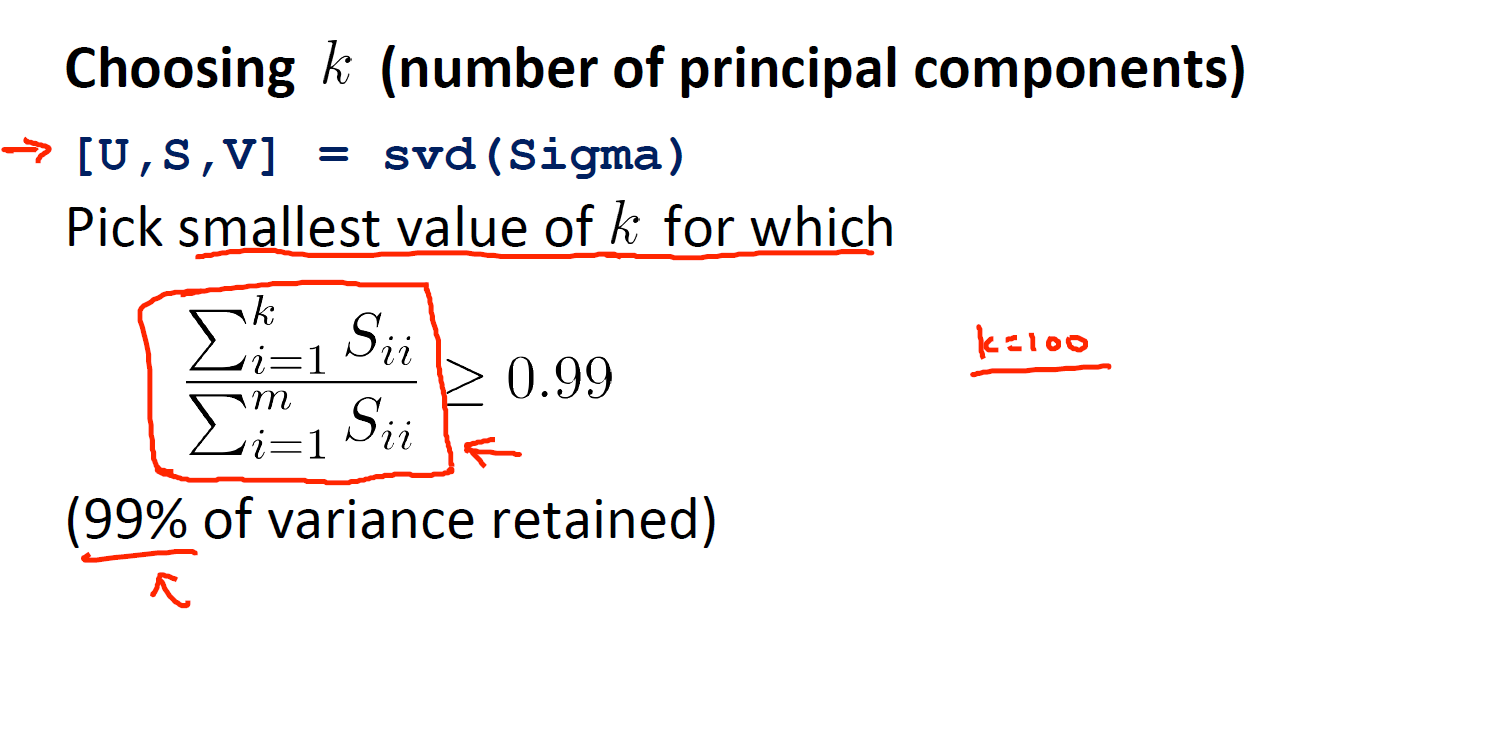 Choosing k (number of principal components)
[U,S,V] = svd(Sigma)
Pick smallest value of k for which
\frac{\sum_{i=1}^{k} S_{ii}}{\sum_{i=1}^{m} S_{ii}} ≥ 0.99
k=100
(99% of variance retained)